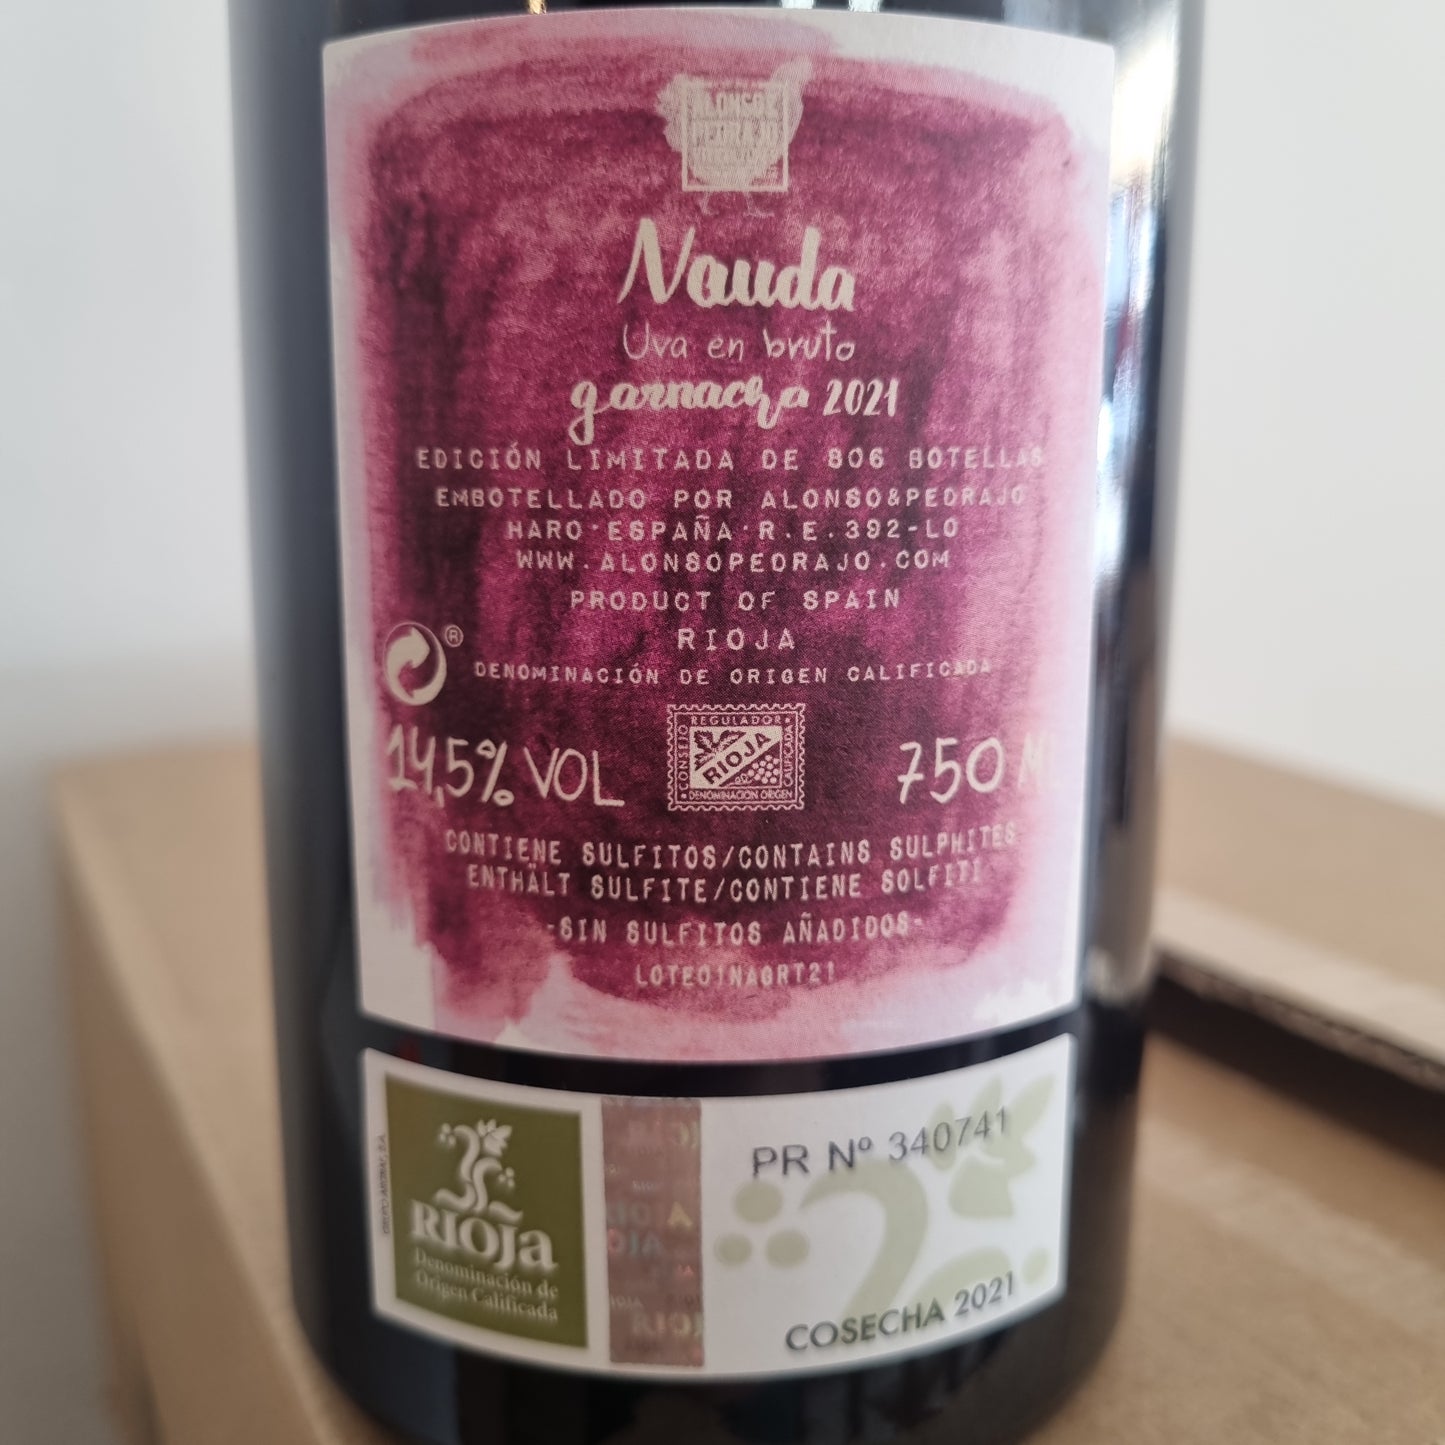 ALONSO&
PEDRAJO
Nauda
Uva en bruto
garnacha 2021
EDICIÓN LIMITADA DE 806 BOTELLAS
EMBOTELLADO POR ALONSO&PEDRAJO
HARO·ESPAÑA·R.E.392-LO
WWW.ALONSOPEDRAJO.COM
PRODUCT OF SPAIN
RIOJA
®
DENOMINACIÓN DE ORIGEN CALIFICADA
14,5% VOL
CONSEJO REGULADOR
RIOJA
DENOMINACION ORIGEN CALIFICADA
750 M
CONTIENE SULFITOS/CONTAINS SULPHITES
ENTHÄLT SULFITE/CONTIENE SOLFITI
-SIN SULFITOS AÑADIDOS-
LOTE01NAGRT21
RIOJA
Denominación de
Origen Calificada
RIOJA
PR Nº 340741
COSECHA 2021